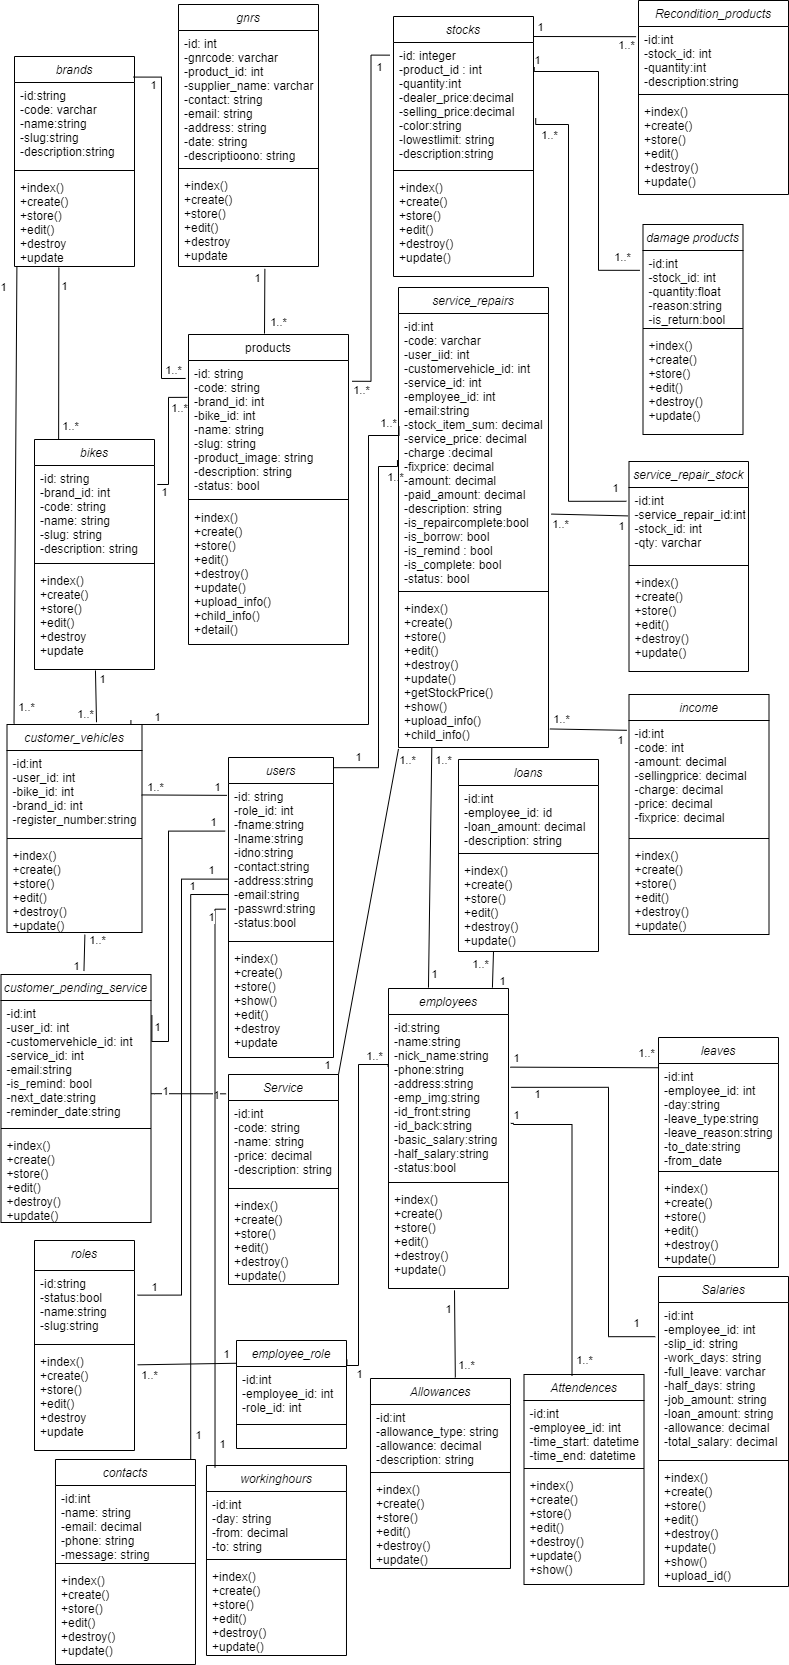 gnrs
-id: int
-gnrcode: varchar
-product_id: int
-supplier_name: varchar
-contact: string
-email: string
-address: string
-date: string
-descriptioono: string
+index()
+create()
+store()
+edit()
+destroy
+update
stocks
-id: integer
-product_id : int
-quantity:int
-dealer_price:decimal
-selling_price:decimal
-color:string
-lowestlimit: string
-description:string
+index()
+create()
+store()
+edit()
+destroy()
+update()
Recondition_products
-id:int
-stock_id: int
-quantity:int
-description:string
+index()
+create()
+store()
+edit()
+destroy()
+update()
brands
-id:string
-code: varchar
-name:string
-slug:string
-description:string
+index()
+create()
+store()
+edit()
+destroy
+update
damage products
-id:int
-stock_id: int
-quantity:float
-reason:string
-is_return:bool
+index()
+create()
+store()
+edit()
+destroy()
+update()
service_repairs
-id:int
-code: varchar
-user_iid: int
-customervehicle_id: int
-service_id: int
-employee_id: int
-email:string
-stock_item_sum: decimal
-service_price: decimal
-charge :decimal
-fixprice: decimal
-amount: decimal
-paid_amount: decimal
-description: string
-is_repaircomplete:bool
-is_borrow: bool
-is_remind : bool
-is_complete: bool
-status: bool
+index()
+create()
+store()
+edit()
+destroy()
+update()
+getStockPrice()
+show()
+upload_info()
+child_info()
products
-id: string
-code: string
-brand_id: int
-bike_id: int
-name: string
-slug: string
-product_image: string
-description: string
-status: bool
+index()
+create()
+store()
+edit()
+destroy()
+update()
+upload_info()
+child_info()
+detail()
bikes
-id: string
-brand_id: int
-code: string
-name: string
-slug: string
-description: string
+index()
+create()
+store()
+edit()
+destroy
+update
service_repair_stock
-id:int
-service_repair_id:int
-stock_id: int
-qty: varchar
+index()
+create()
+store()
+edit()
+destroy()
+update()
income
-id:int
-code: int
-amount: decimal
-sellingprice: decimal
-charge: decimal
-price: decimal
-fixprice: decimal
+index()
+create()
+store()
+edit()
+destroy()
+update()
customer_vehicles
-id:int
-user_id: int
-bike_id: int
-brand_id: int
-register_number:string
+index()
+create()
+store()
+edit()
+destroy()
+update()
users
-id: string
-role_id: int
-fname:string
-lname:string
-idno:string
-contact:string
-address:string
-email:string
-passwrd:string
-status:bool
+index()
+create()
+store()
+show()
+edit()
+destroy
+update
loans
-id:int
-employee_id: id
-loan_amount: decimal
-description: string
+index()
+create()
+store()
+edit()
+destroy()
+update()
customer_pending_service
-id:int
-user_id: int
-customervehicle_id: int
-service_id: int
-email:string
-is_remind: bool
-next_date:string
-reminder_date:string
+index()
+create()
+store()
+edit()
+destroy()
+update()
employees
-id:string
-name:string
-nick_name:string
-phone:string
-address:string
-emp_img:string
-id_front:string
-id_back:string
-basic_salary:string
-half_salary:string
-status:bool
+index()
+create()
+store()
+edit()
+destroy()
+update()
leaves
-id:int
-employee_id: int
-day:string
-leave_type:string
-leave_reason:string
-to_date:string
-from_date
+index()
+create()
+store()
+edit()
+destroy()
+update()
Service
-id:int
-code: string
-name: string
-price: decimal
-description: string
+index()
+create()
+store()
+edit()
+destroy()
+update()
roles
-id:string
-status:bool
-name:string
-slug:string
+index()
+create()
+store()
+edit()
+destroy
+update
Salaries
-id:int
-employee_id: int
-slip_id: string
-work_days: string
-full_leave: varchar
-half_days: string
-job_amount: string
-loan_amount: string
-allowance: decimal
-total_salary: decimal
+index()
+create()
+store()
+edit()
+destroy()
+update()
+show()
+upload_id()
employee_role
-id:int
-employee_id: int
-role_id: int
Allowances
-id:int
-allowance_type: string
-allowance: decimal
-description: string
+index()
+create()
+store()
+edit()
+destroy()
+update()
Attendences
-id:int
-employee_id: int
-time_start: datetime
-time_end: datetime
+index()
+create()
+store()
+edit()
+destroy()
+update()
+show()
contacts
-id:int
-name: string
-email: decimal
-phone: string
-message: string
+index()
+create()
+store()
+edit()
+destroy()
+update()
workinghours
-id:int
-day: string
-from: decimal
-to: string
+index()
+create()
+store()
+edit()
+destroy()
+update()